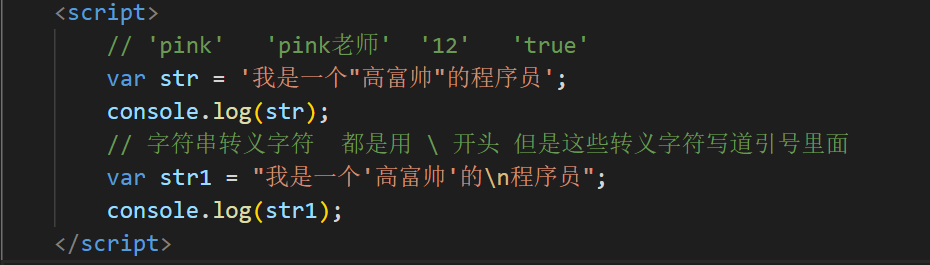 <script>
// 'pink' 'pink老师' '12' 'true'
var str = '我是一个"高富帅"的程序员';
console.log(str);
// 字符串转义字符 都是用 \ 开头 但是这些转义字符写道引号里面
var str1 = "我是一个'高富帅'的\n程序员";
console.log(str1);
</script>